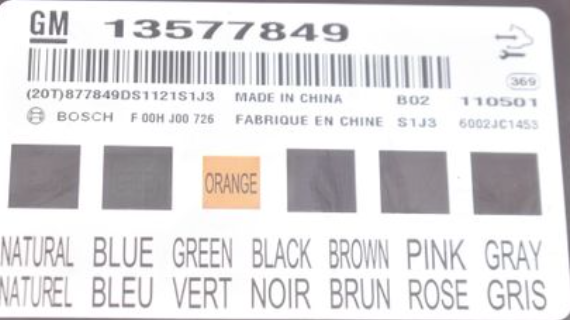 GM 13577849
369
(20T)877849DS1121S1J3 MADE IN CHINA B02 110501
BOSCH F 00H J00 726 FABRIQUE EN CHINE S1J3 6002JC1453
ORANGE
NATURAL BLUE GREEN BLACK BROWN PINK GRAY
NATUREL BLEU VERT NOIR BRUN ROSE GRIS